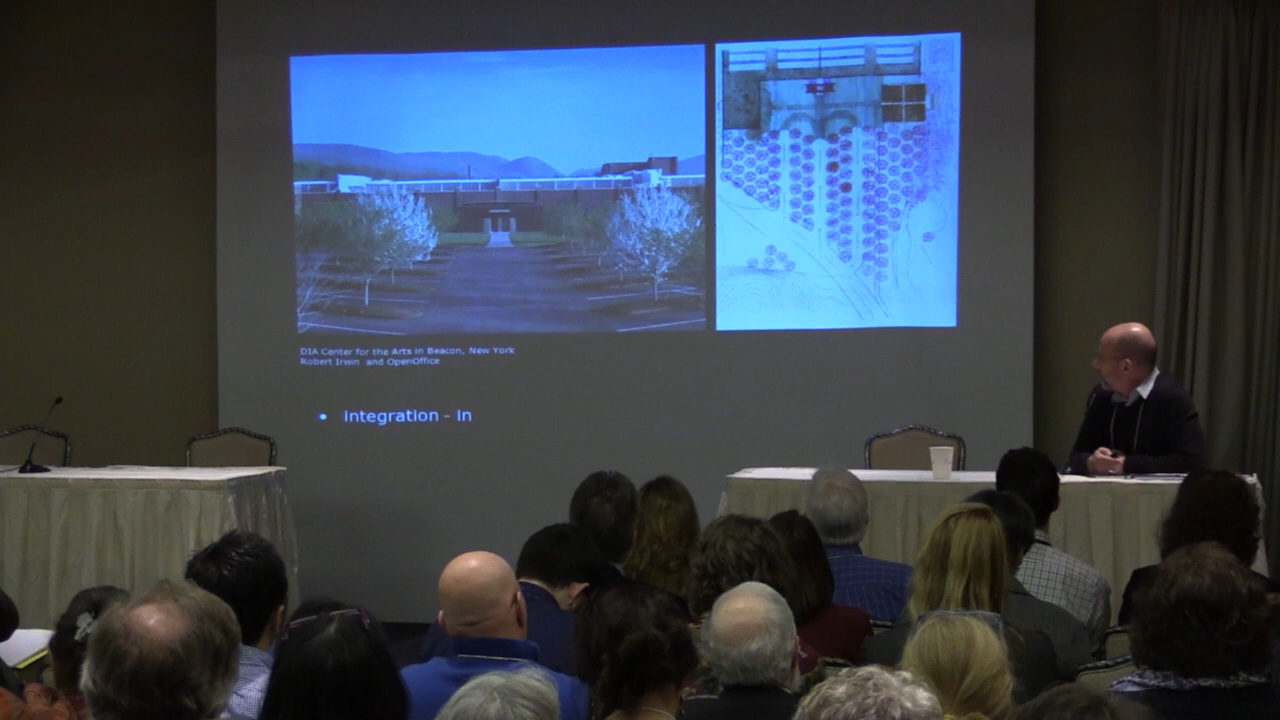 DIA Center for the Arts in Beacon, New York
Robert Irwin and OpenOffice
• integration - in